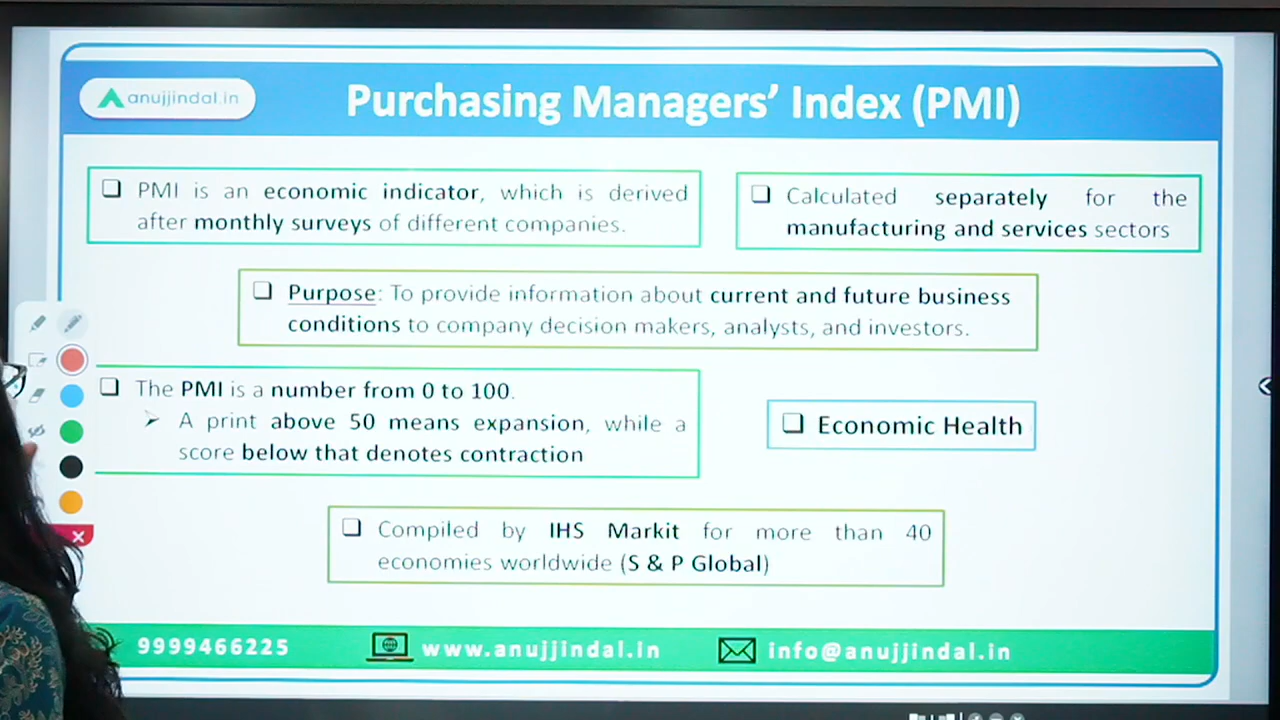 anujjindal.in
Purchasing Managers' Index (PMI)
PMI is an economic indicator, which is derived
after monthly surveys of different companies.
Calculated separately for the
manufacturing and services sectors
Purpose: To provide information about current and future business
conditions to company decision makers, analysts, and investors.
The PMI is a number from 0 to 100.
A print above 50 means expansion, while a
score below that denotes contraction
Economic Health
Compiled by IHS Markit for more than 40
economies worldwide (S & P Global)
9999466225
www.anujjindal.in
info@anujjindal.in